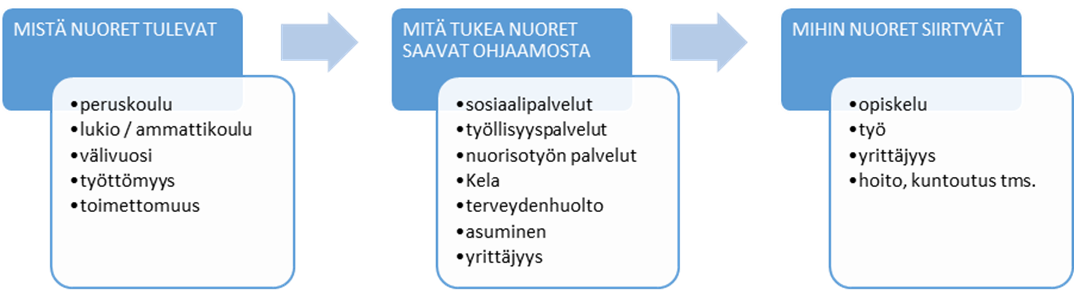 MISTÄ NUORET TULEVAT
•peruskoulu
•lukio / ammattikoulu
•välivuosi
•työttömyys
•toimettomuus
MITÄ TUKEA NUORET
SAAVAT OHJAAMOSTA
•sosiaalipalvelut
•työllisyyspalvelut
•nuorisotyön palvelut
•Kela
•terveydenhuolto
•asuminen
•yrittäjyys
MIHIN NUORET SIIRTYVÄT
•opiskelu
•työ
•yrittäjyys
•hoito, kuntoutus tms.